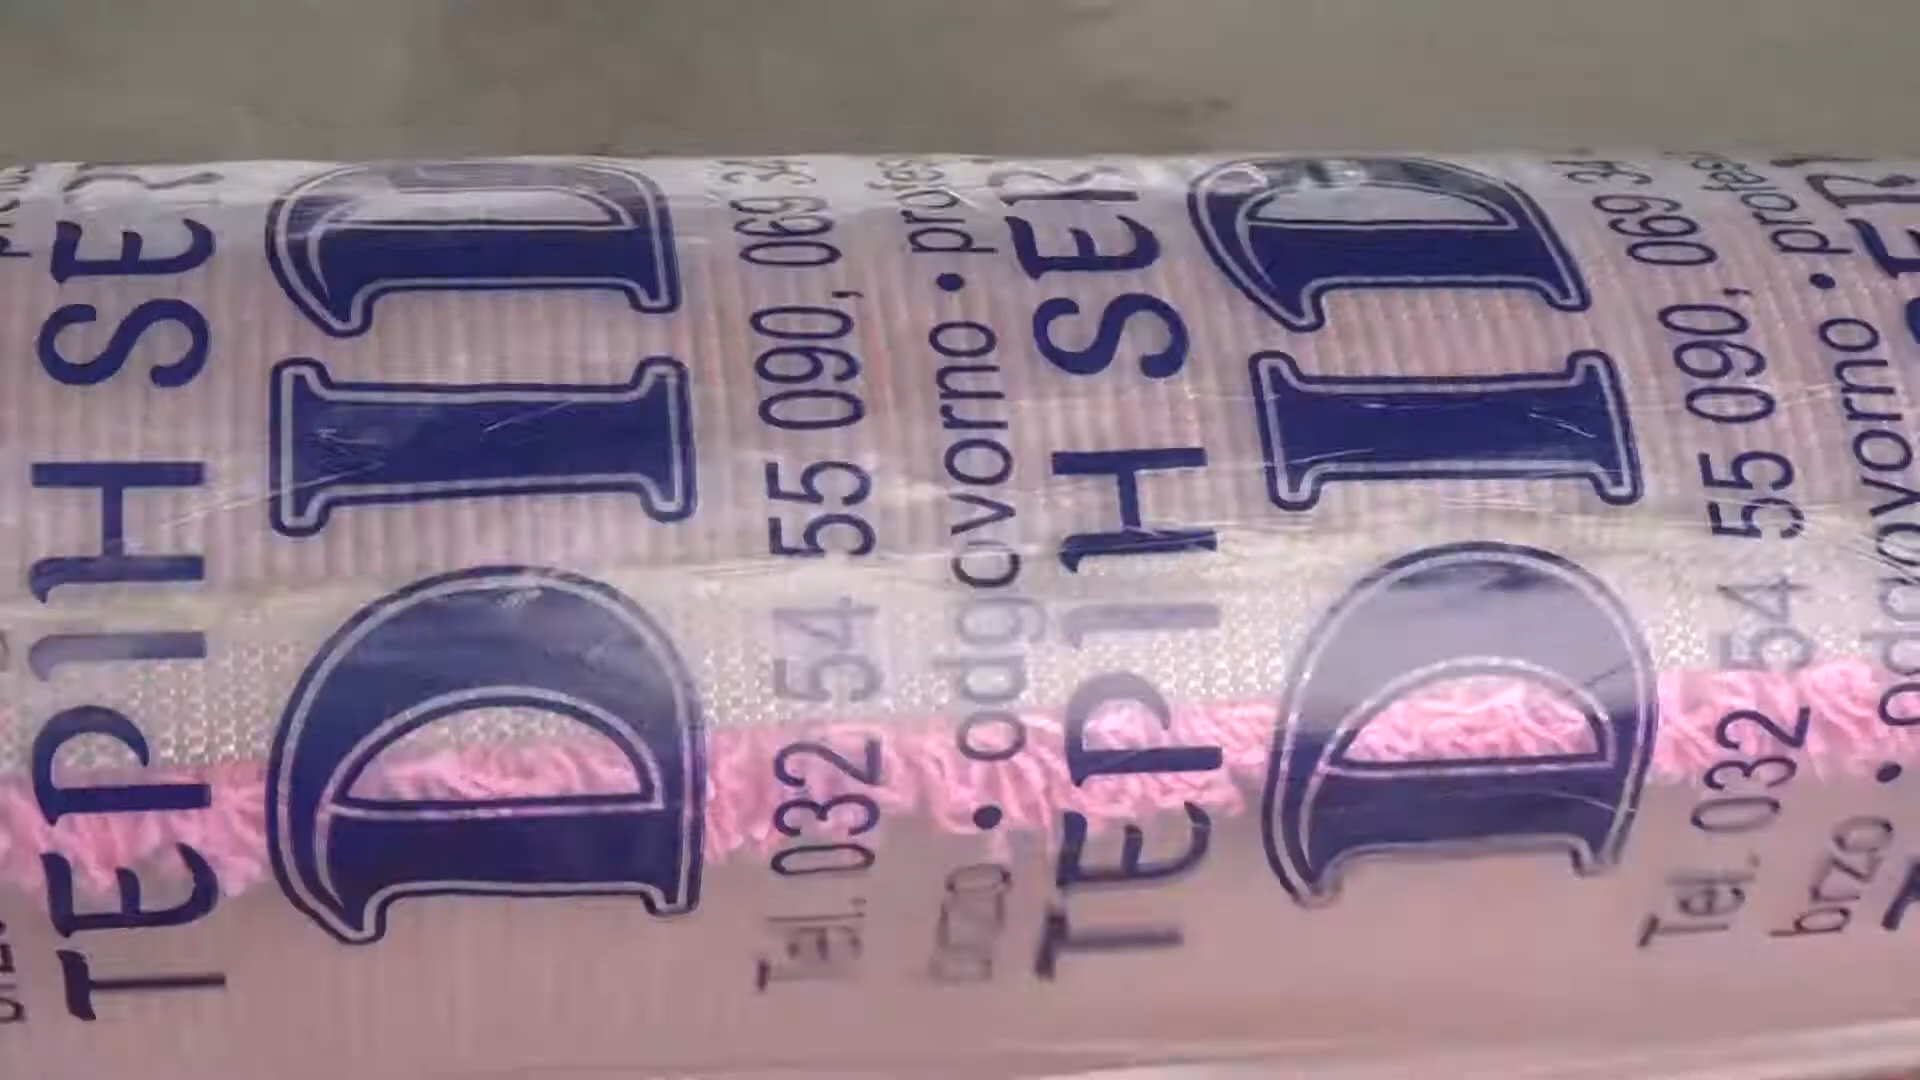 TEPIH SER
DID
Tel. 032 54 55 090, 069 34
odgovorno • profes
TEPIH SER
DID
Tel. 032 54 55 090, 069 34
brzo • odgovorno • profes